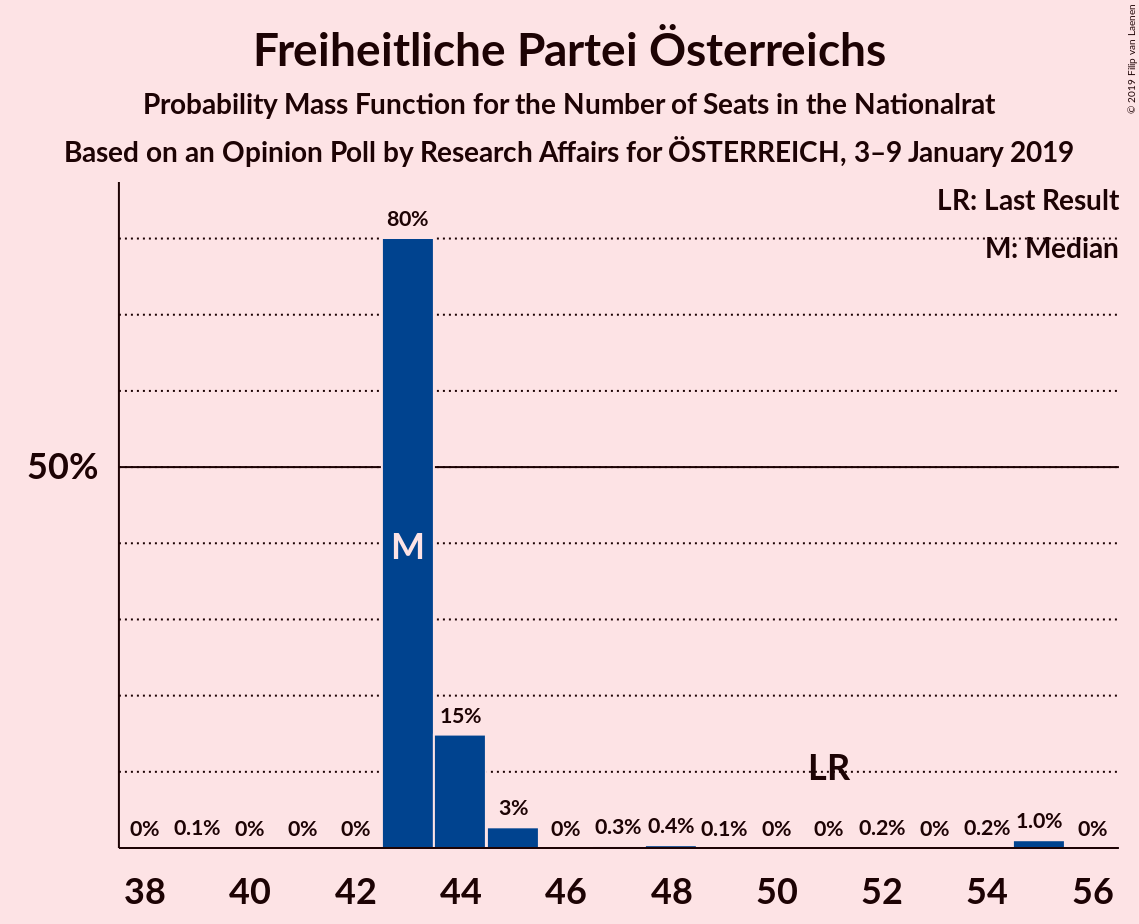 Freiheitliche Partei Österreichs
Probability Mass Function for the Number of Seats in the Nationalrat
Based on an Opinion Poll by Research Affairs for ÖSTERREICH, 3–9 January 2019
© 2019 Filip van Laenen
LR: Last Result
M: Median
80%
50%
M
15%
LR
3%
0% 0.1% 0% 0% 0% 0% 0.3% 0.4% 0.1% 0% 0% 0.2% 0% 0.2% 1.0% 0%
38 40 42 44 46 48 50 52 54 56